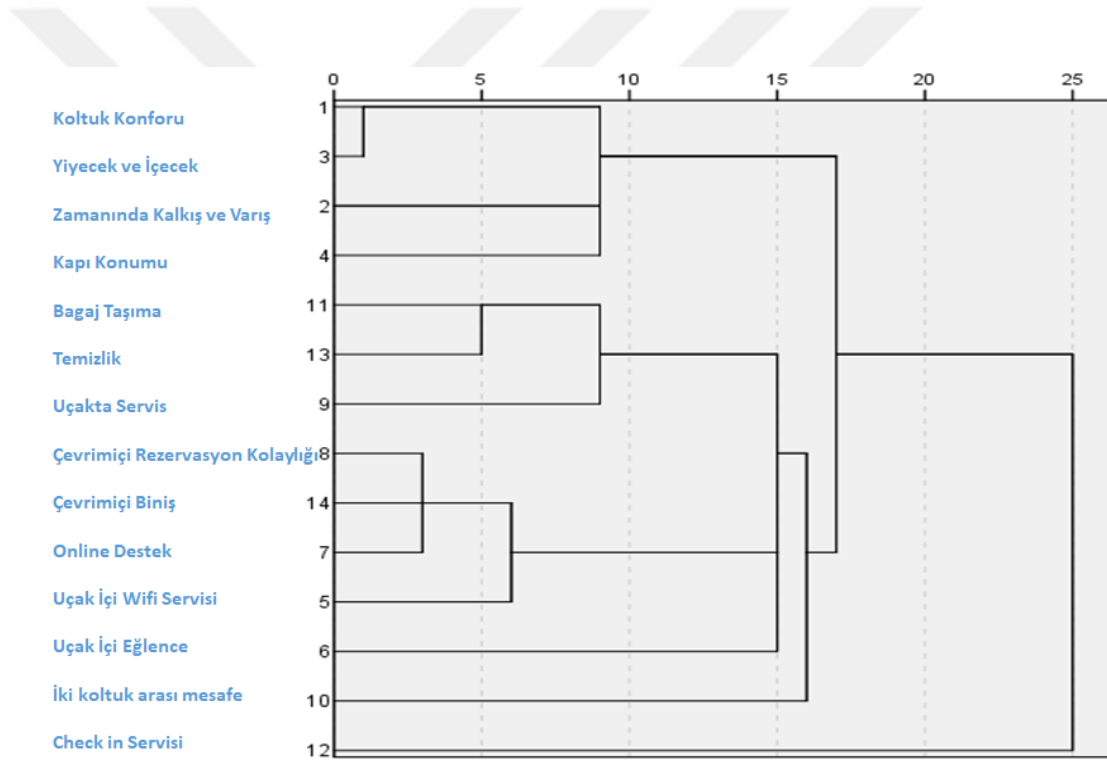 0 5 10 15 20 25
Koltuk Konforu 1
Yiyecek ve İçecek 3
Zamanında Kalkış ve Varış 2
Kapı Konumu 4
Bagaj Taşıma 11
Temizlik 13
Uçakta Servis 9
Çevrimiçi Rezervasyon Kolaylığı 8
Çevrimiçi Biniş 14
Online Destek 7
Uçak İçi Wifi Servisi 5
Uçak İçi Eğlence 6
İki koltuk arası mesafe 10
Check in Servisi 12